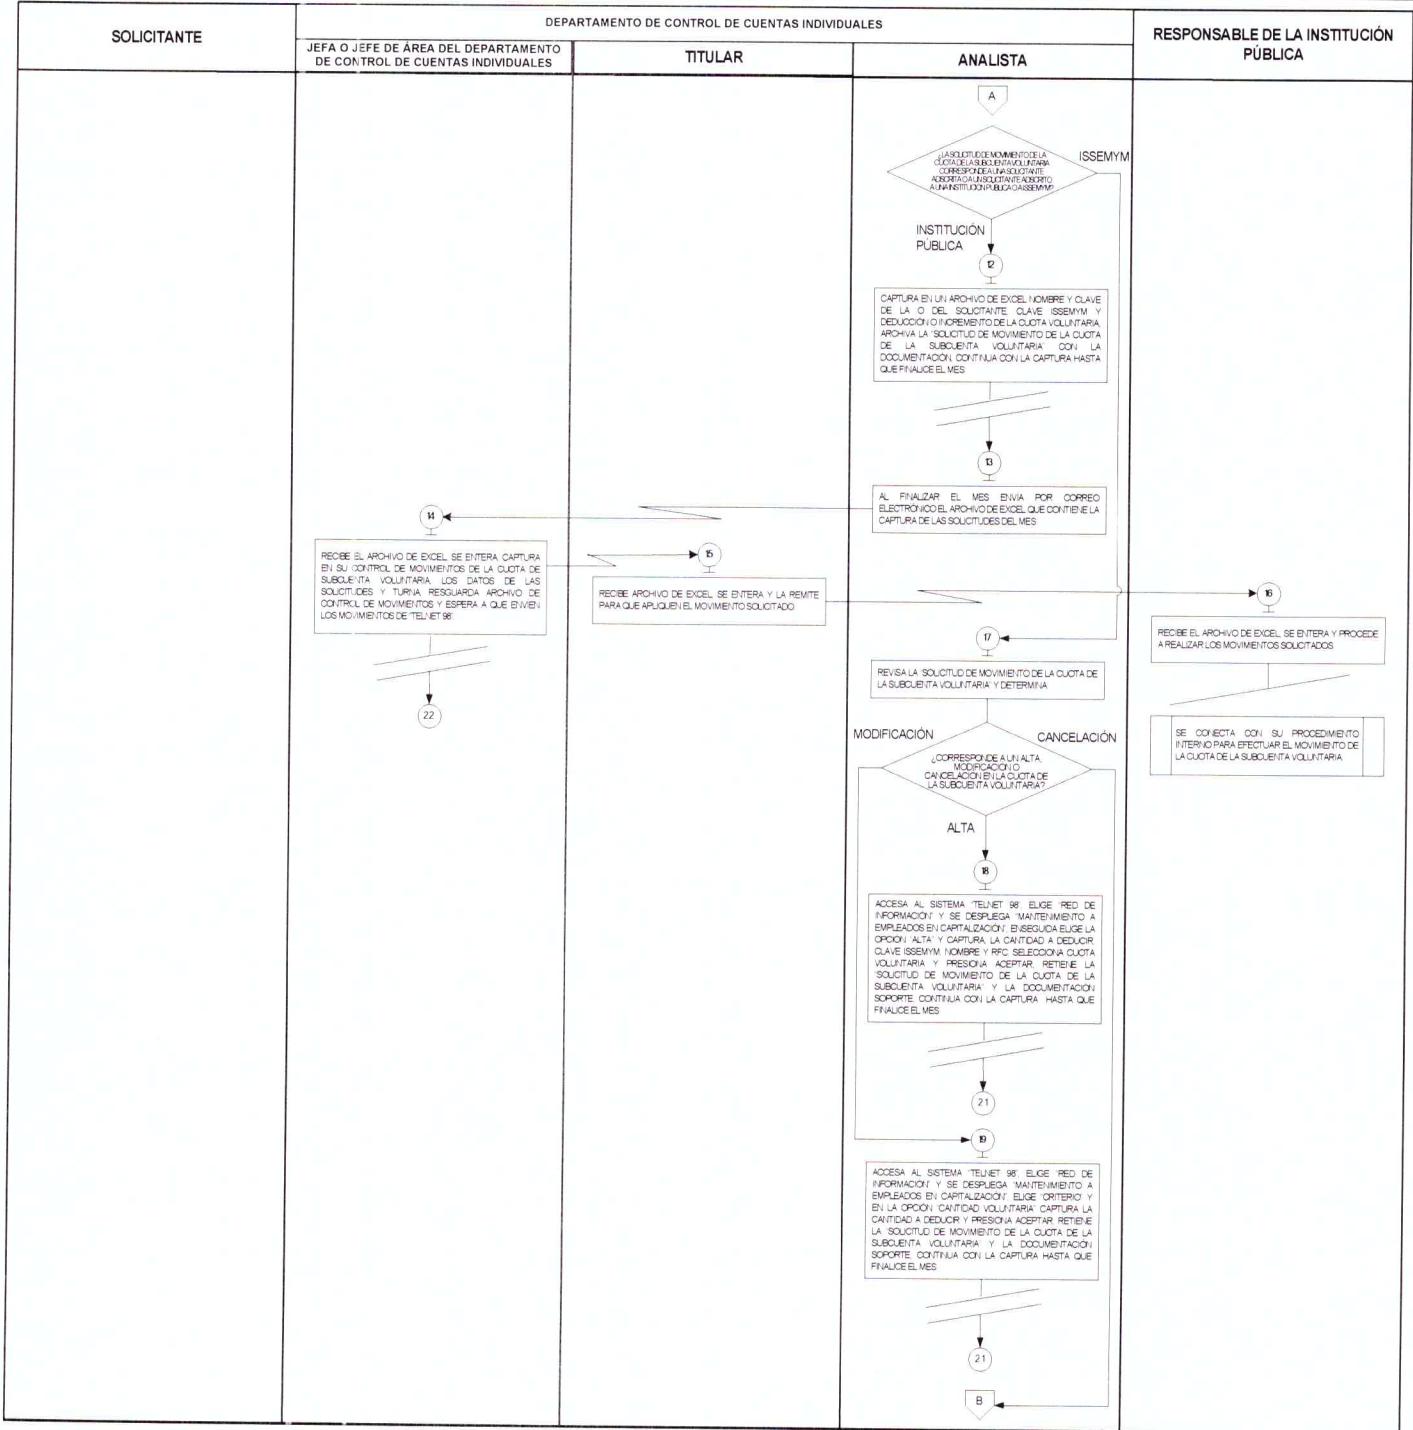 SOLICITANTE
DEPARTAMENTO DE CONTROL DE CUENTAS INDIVIDUALES
JEFA O JEFE DE ÁREA DEL DEPARTAMENTO
DE CONTROL DE CUENTAS INDIVIDUALES
TITULAR
ANALISTA
RESPONSABLE DE LA INSTITUCIÓN
PÚBLICA
A
¿LA SOLICITUD DE MOVIMIENTO DE LA
CUOTA DE LA SUBCUENTA VOLUNTARIA
CORRESPONDE A UNA SOLICITANTE
ADSCRITA O A UN SOLICITANTE ADSCRITO
A UNA INSTITUCIÓN PÚBLICA O A ISSEMYM?
ISSEMYM
INSTITUCIÓN
PÚBLICA
12
CAPTURA EN UN ARCHIVO DE EXCEL NOMBRE Y CLAVE
DE LA O DEL SOLICITANTE, CLAVE ISSEMYM Y
DEDUCCIÓN O INCREMENTO DE LA CUOTA VOLUNTARIA,
ARCHIVA LA "SOLICITUD DE MOVIMIENTO DE LA CUOTA
DE LA SUBCUENTA VOLUNTARIA" CON LA
DOCUMENTACIÓN, CONTINUA CON LA CAPTURA HASTA
QUE FINALICE EL MES
13
AL FINALIZAR EL MES ENVIA POR CORREO
ELECTRÓNICO EL ARCHIVO DE EXCEL QUE CONTIENE LA
CAPTURA DE LAS SOLICITUDES DEL MES
14
RECIBE EL ARCHIVO DE EXCEL, SE ENTERA, CAPTURA
EN SU CONTROL DE MOVIMIENTOS DE LA CUOTA DE
SUBCUENTA VOLUNTARIA, LOS DATOS DE LAS
SOLICITUDES Y TURNA, RESGUARDA ARCHIVO DE
CONTROL DE MOVIMIENTOS Y ESPERA A QUE ENVIEN
LOS MOVIMIENTOS DE "TELNET 98"
22
15
RECIBE ARCHIVO DE EXCEL, SE ENTERA Y LA REMITE
PARA QUE APLIQUEN EL MOVIMIENTO SOLICITADO
16
RECIBE EL ARCHIVO DE EXCEL, SE ENTERA Y PROCEDE
A REALIZAR LOS MOVIMIENTOS SOLICITADOS
SE CONECTA CON SU PROCEDIMIENTO
INTERNO PARA EFECTUAR EL MOVIMIENTO DE
LA CUOTA DE LA SUBCUENTA VOLUNTARIA
17
REVISA LA "SOLICITUD DE MOVIMIENTO DE LA CUOTA DE
LA SUBCUENTA VOLUNTARIA" Y DETERMINA
MODIFICACIÓN
CANCELACIÓN
¿CORRESPONDE A UN ALTA,
MODIFICACIÓN O
CANCELACIÓN EN LA CUOTA DE
LA SUBCUENTA VOLUNTARIA?
ALTA
18
ACCESA AL SISTEMA "TELNET 98", ELIGE "RED DE
INFORMACIÓN" Y SE DESPLEGA "MANTENIMIENTO A
EMPLEADOS EN CAPITALIZACIÓN", ENSEGUIDA ELIGE LA
OPCIÓN "ALTA" Y CAPTURA, LA CANTIDAD A DEDUCIR,
CLAVE ISSEMYM, NOMBRE Y RFC, SELECCIONA CUOTA
VOLUNTARIA Y PRESIONA ACEPTAR, RETIENE LA
"SOLICITUD DE MOVIMIENTO DE LA CUOTA DE LA
SUBCUENTA VOLUNTARIA" Y LA DOCUMENTACIÓN
SOPORTE, CONTINUA CON LA CAPTURA HASTA QUE
FINALICE EL MES
21
19
ACCESA AL SISTEMA "TELNET 98", ELIGE "RED DE
INFORMACIÓN" Y SE DESPLEGA "MANTENIMIENTO A
EMPLEADOS EN CAPITALIZACIÓN", ELIGE "CRITERIO" Y
EN LA OPCIÓN "CANTIDAD VOLUNTARIA" CAPTURA LA
CANTIDAD A DEDUCIR Y PRESIONA ACEPTAR, RETIENE
LA "SOLICITUD DE MOVIMIENTO DE LA CUOTA DE LA
SUBCUENTA VOLUNTARIA" Y LA DOCUMENTACIÓN
SOPORTE, CONTINUA CON LA CAPTURA HASTA QUE
FINALICE EL MES
21
B